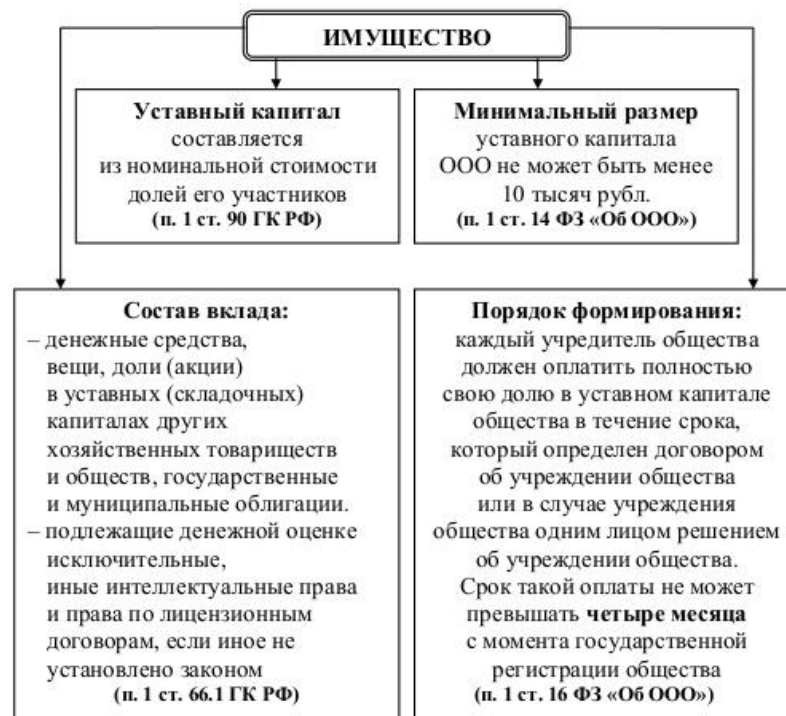 ИМУЩЕСТВО
Уставный капитал
составляется
из номинальной стоимости
долей его участников
(п. 1 ст. 90 ГК РФ)
Минимальный размер
уставного капитала
ООО не может быть менее
10 тысяч рубл.
(п. 1 ст. 14 ФЗ «Об ООО»)
Состав вклада:
– денежные средства,
вещи, доли (акции)
в уставных (складочных)
капиталах других
хозяйственных товариществ
и обществ, государственные
и муниципальные облигации.
– подлежащие денежной оценке
исключительные,
иные интеллектуальные права
и права по лицензионным
договорам, если иное не
установлено законом
(п. 1 ст. 66.1 ГК РФ)
Порядок формирования:
каждый учредитель общества
должен оплатить полностью
свою долю в уставном капитале
общества в течение срока,
который определен договором
об учреждении общества
или в случае учреждения
общества одним лицом решением
об учреждении общества.
Срок такой оплаты не может
превышать четыре месяца
с момента государственной
регистрации общества
(п. 1 ст. 16 ФЗ «Об ООО»)